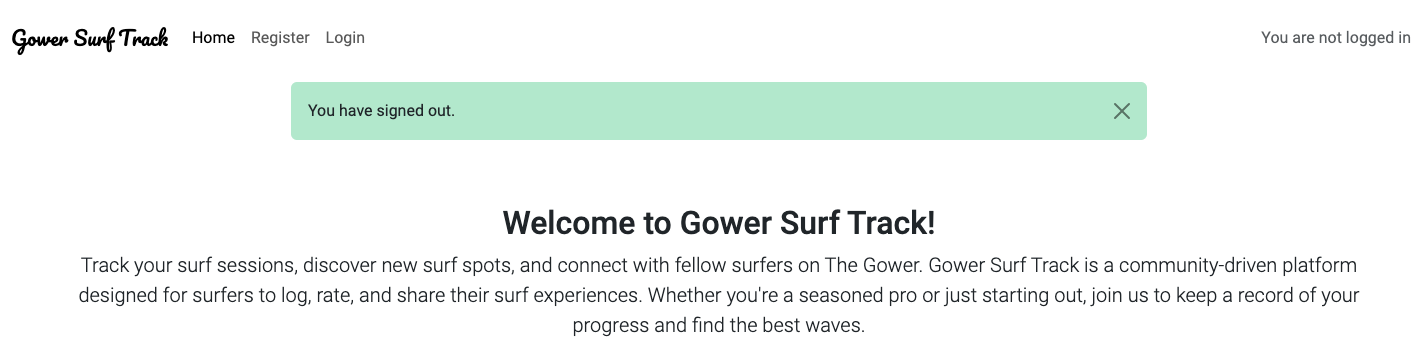 Gower Surf Track Home Register Login You are not logged in
You have signed out.
Welcome to Gower Surf Track!
Track your surf sessions, discover new surf spots, and connect with fellow surfers on The Gower. Gower Surf Track is a community-driven platform
designed for surfers to log, rate, and share their surf experiences. Whether you're a seasoned pro or just starting out, join us to keep a record of your
progress and find the best waves.